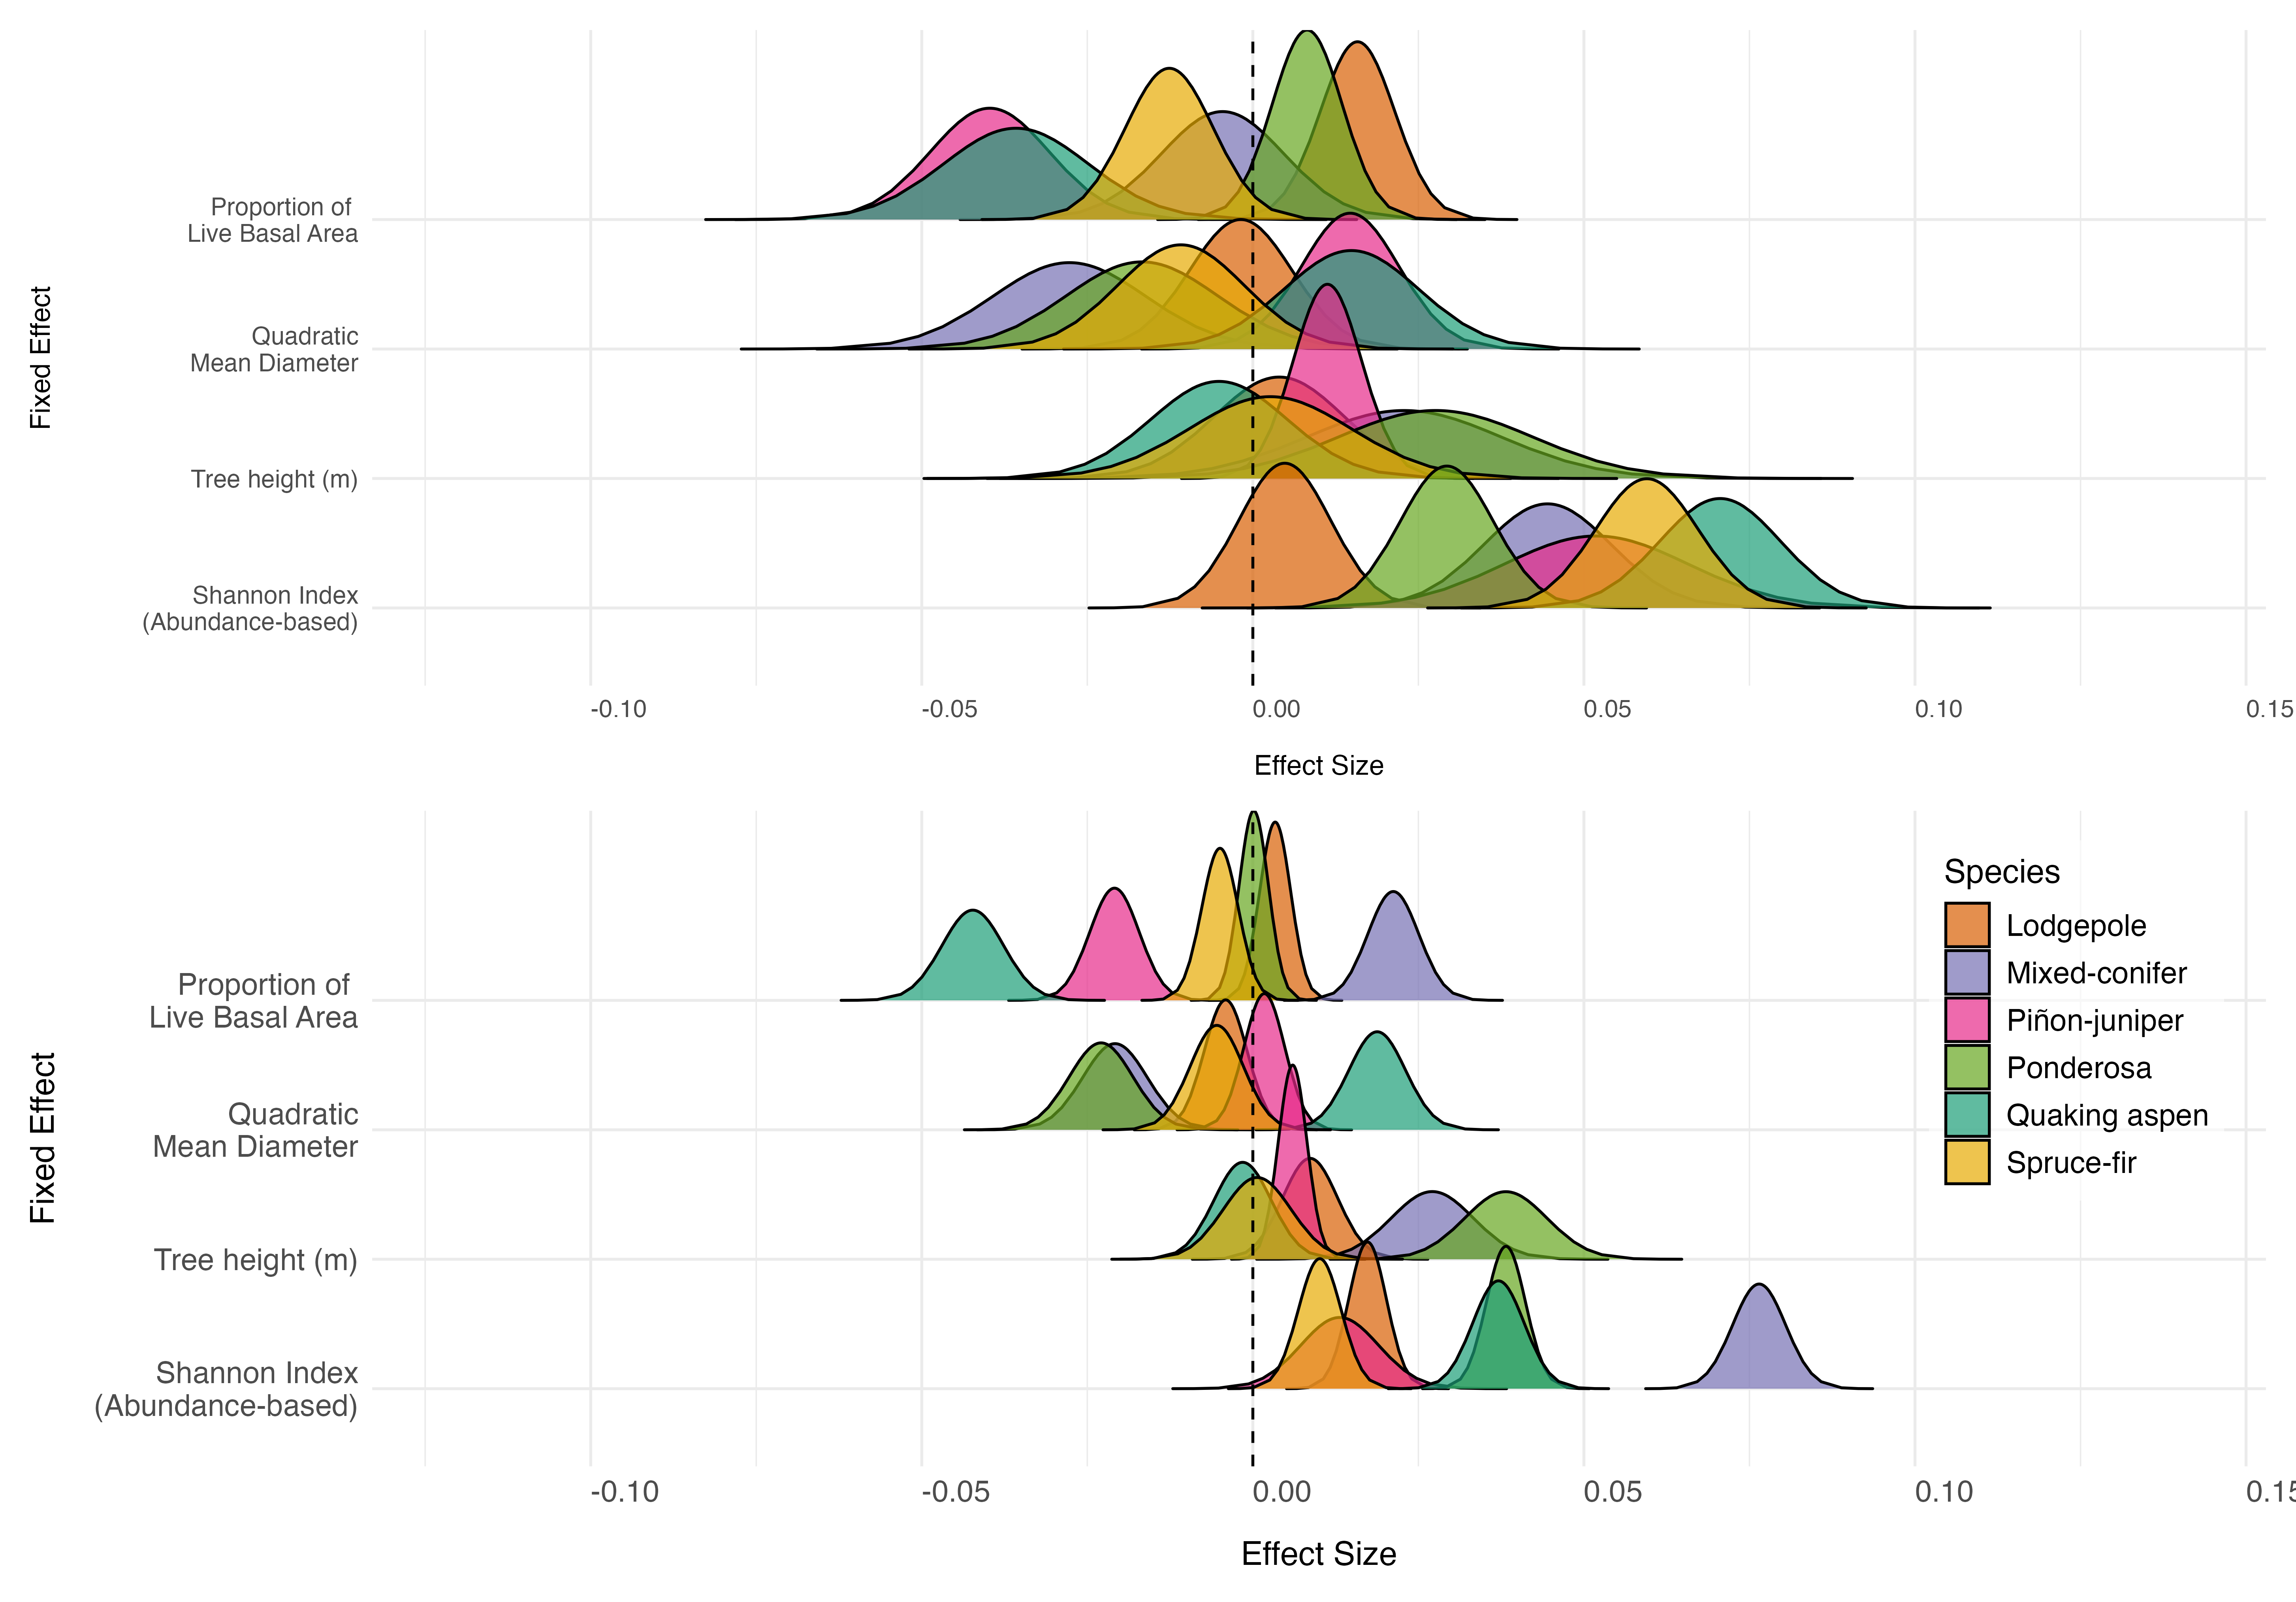 Fixed Effect
Proportion of
Live Basal Area
Quadratic
Mean Diameter
Tree height (m)
Shannon Index
(Abundance-based)
-0.10
-0.05
0.00
0.05
0.10
0.15
Effect Size
Fixed Effect
Proportion of
Live Basal Area
Quadratic
Mean Diameter
Tree height (m)
Shannon Index
(Abundance-based)
Species
Lodgepole
Mixed-conifer
Piñon-juniper
Ponderosa
Quaking aspen
Spruce-fir
-0.10
-0.05
0.00
0.05
0.10
0.15
Effect Size